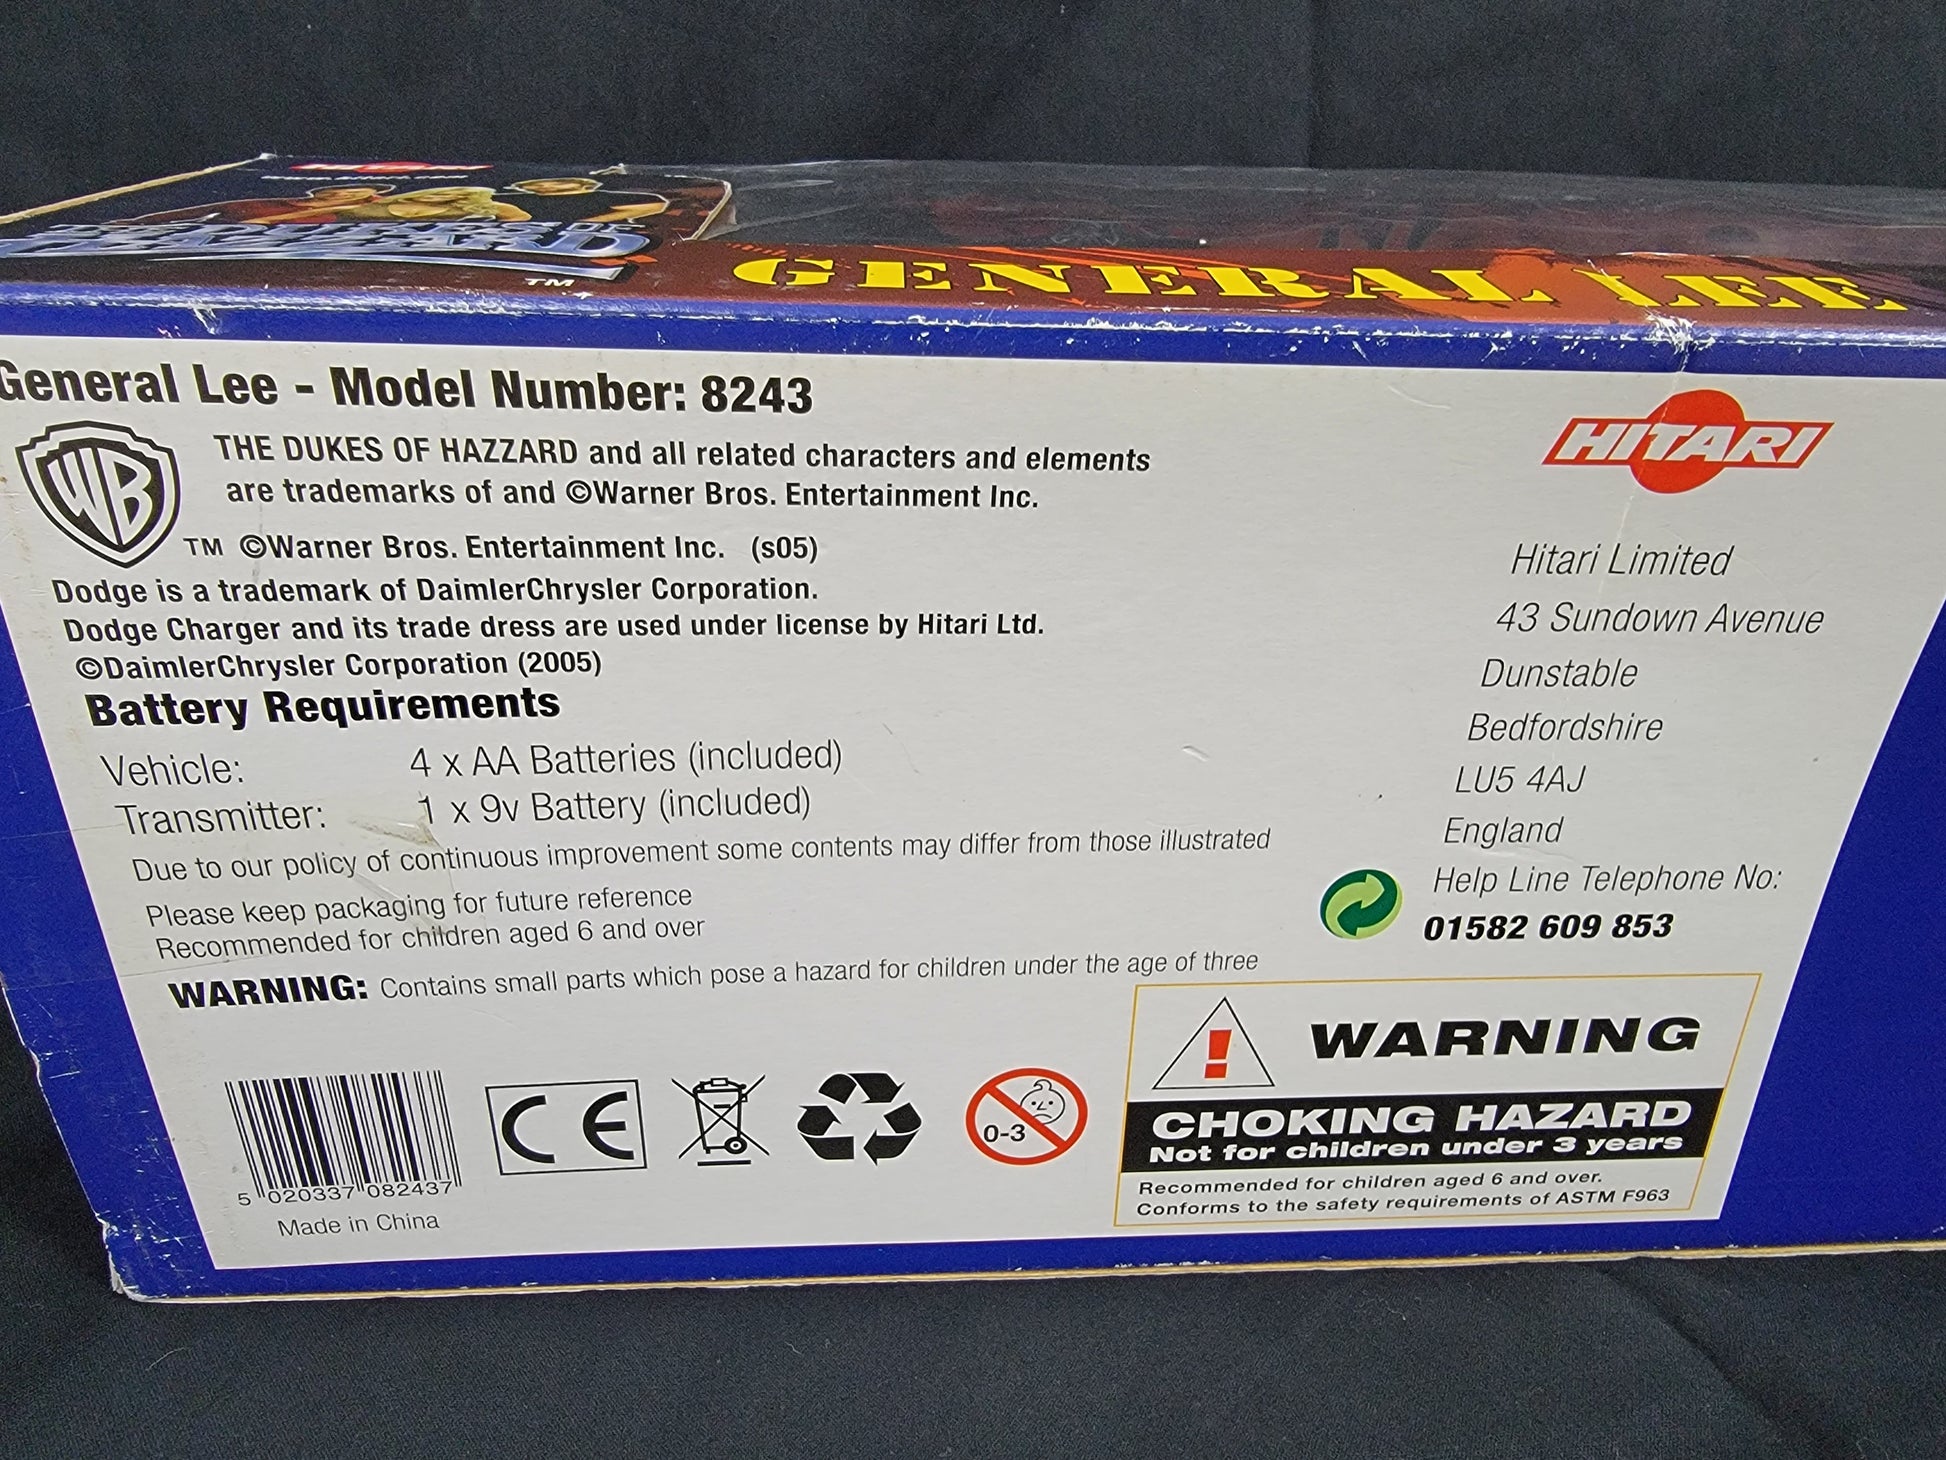 HITARI
THE DUKES OF
HAZZARD
TM
GENERAL LEE
General Lee - Model Number: 8243
WB
THE DUKES OF HAZZARD and all related characters and elements
are trademarks of and ©Warner Bros. Entertainment Inc.
TM ©Warner Bros. Entertainment Inc. (s05)
Dodge is a trademark of DaimlerChrysler Corporation.
Dodge Charger and its trade dress are used under license by Hitari Ltd.
©DaimlerChrysler Corporation (2005)
Battery Requirements
Vehicle: 4 x AA Batteries (included)
Transmitter: 1 x 9v Battery (included)
Due to our policy of continuous improvement some contents may differ from those illustrated
Please keep packaging for future reference
Recommended for children aged 6 and over
WARNING: Contains small parts which pose a hazard for children under the age of three
5 020337 082437
Made in China
CE
0-3
HITARI
Hitari Limited
43 Sundown Avenue
Dunstable
Bedfordshire
LU5 4AJ
England
Help Line Telephone No:
01582 609 853
! WARNING
CHOKING HAZARD
Not for children under 3 years
Recommended for children aged 6 and over.
Conforms to the safety requirements of ASTM F963